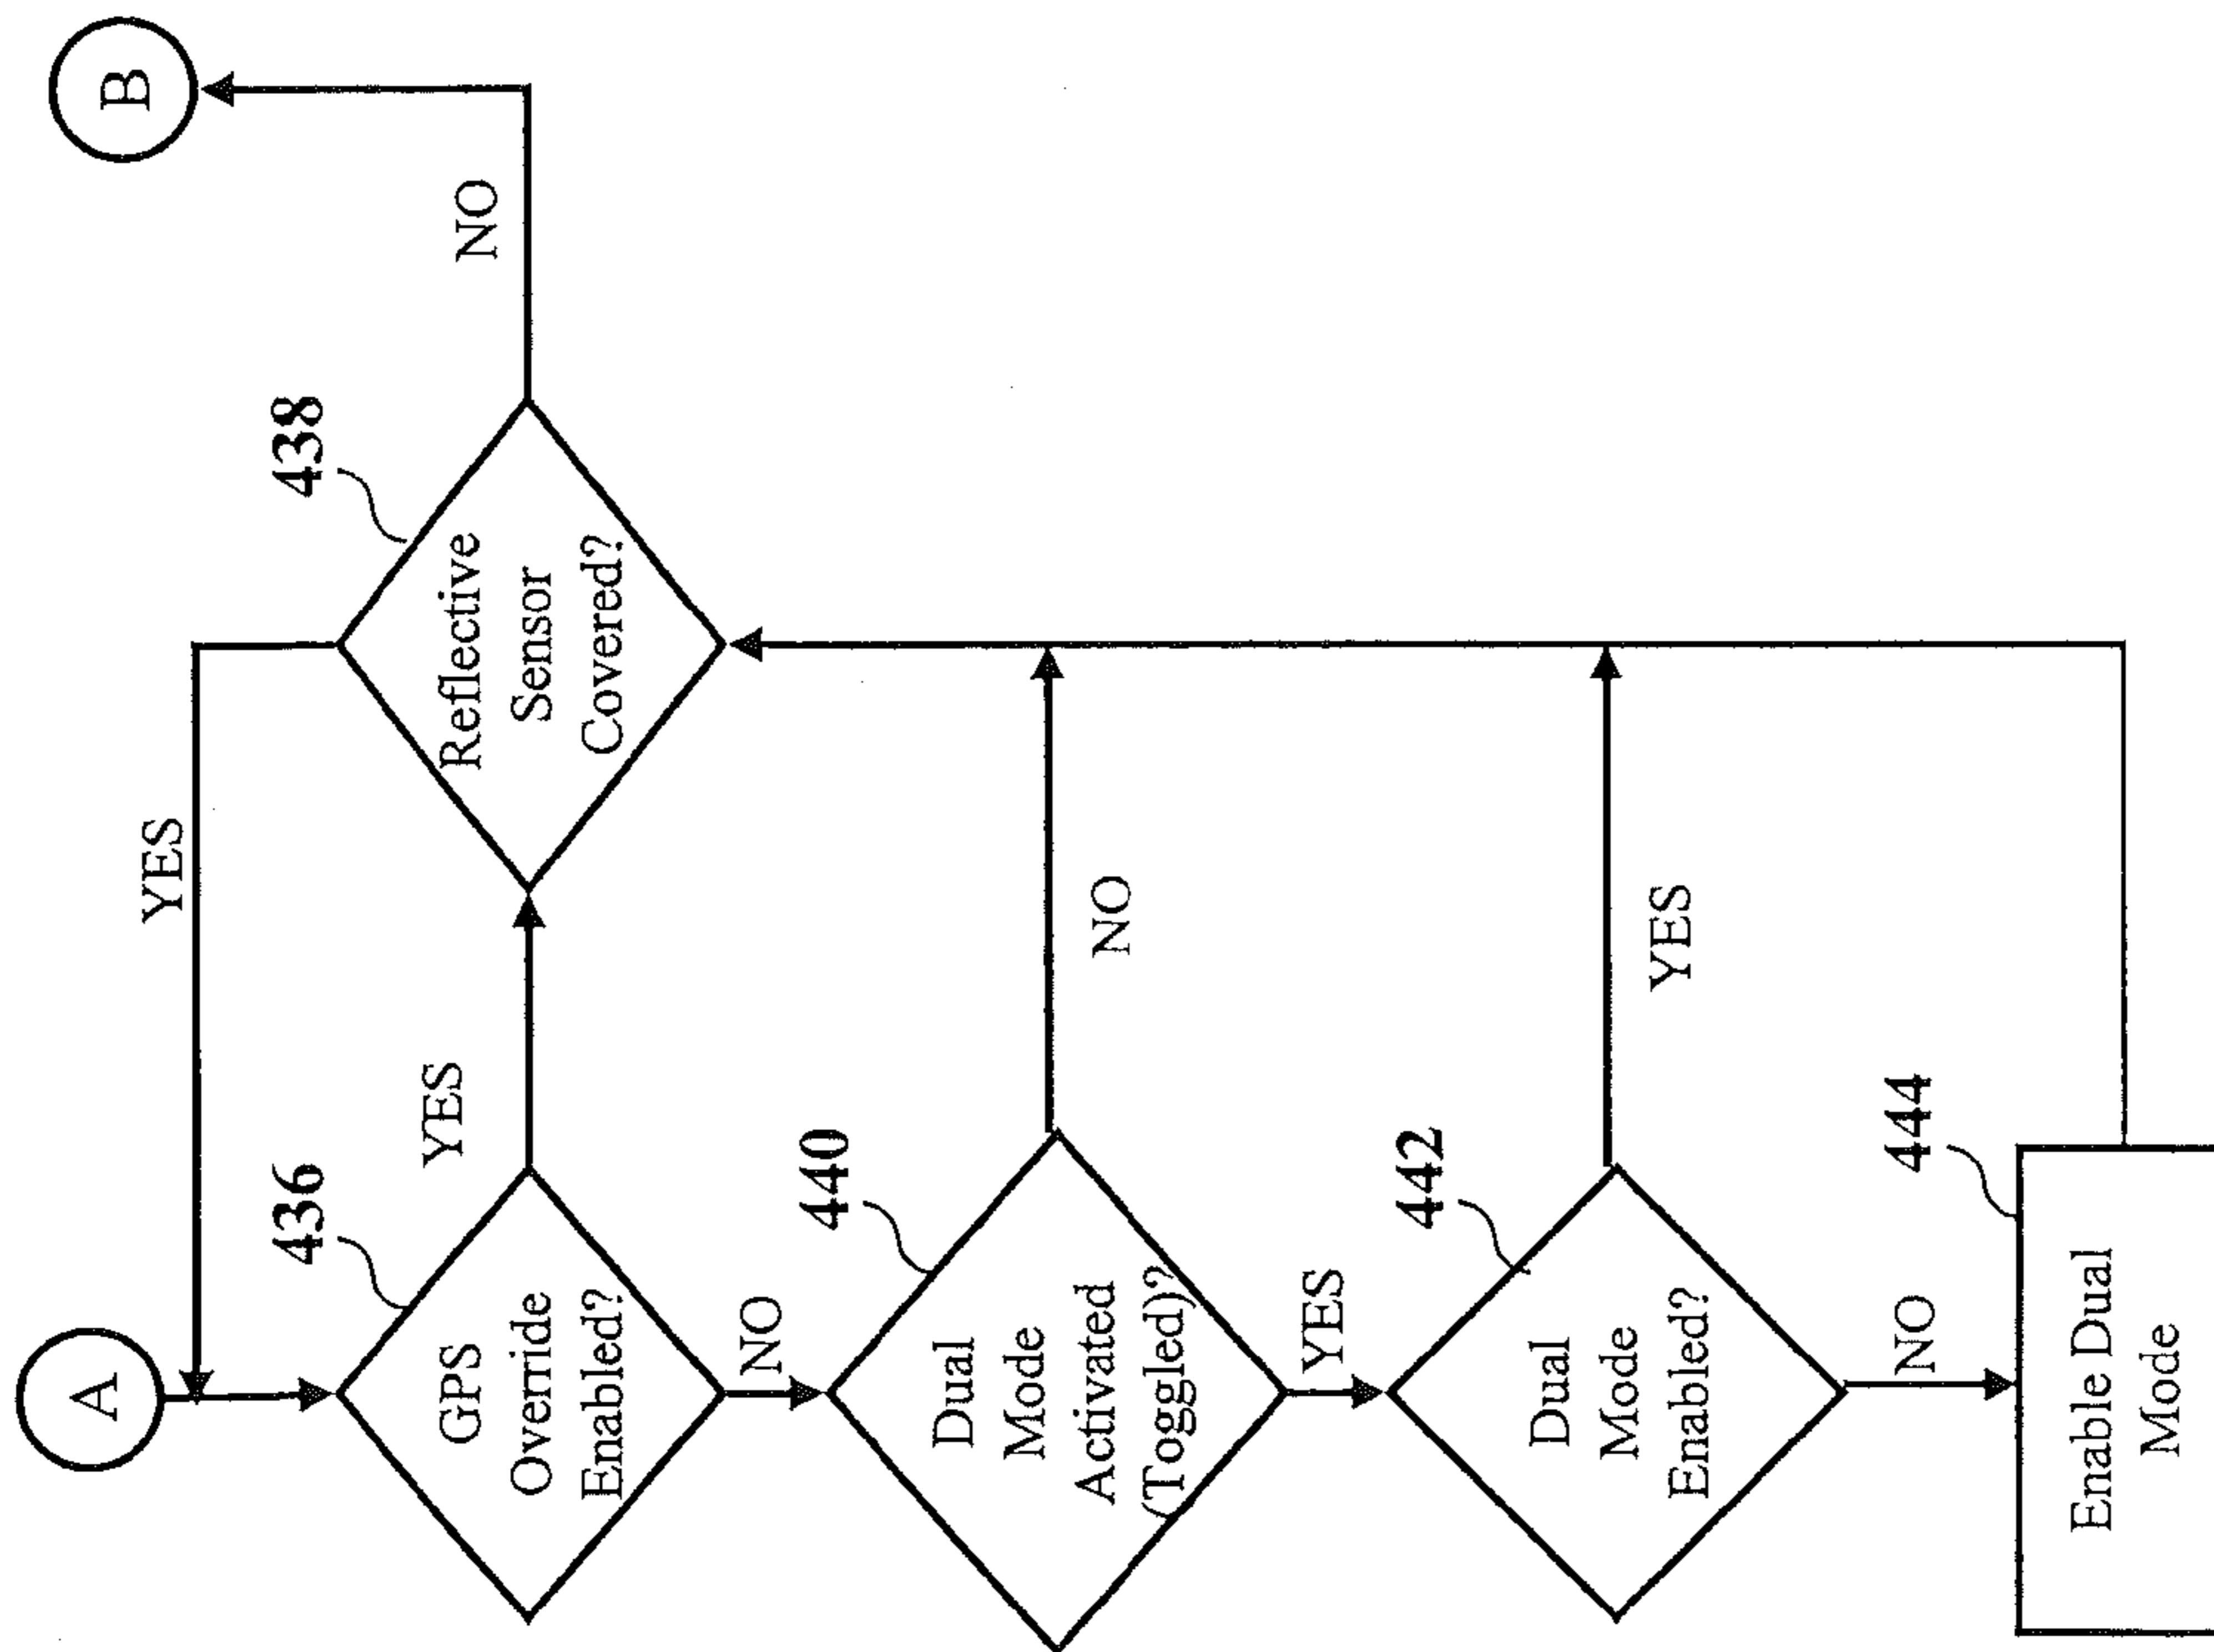 A
436
GPS
Override
Enabled?
YES
NO
438
Reflective
Sensor
Covered?
YES
NO
B
440
Dual
Mode
Activated
(Toggled)?
NO
YES
442
Dual
Mode
Enabled?
YES
NO
444
Enable Dual
Mode